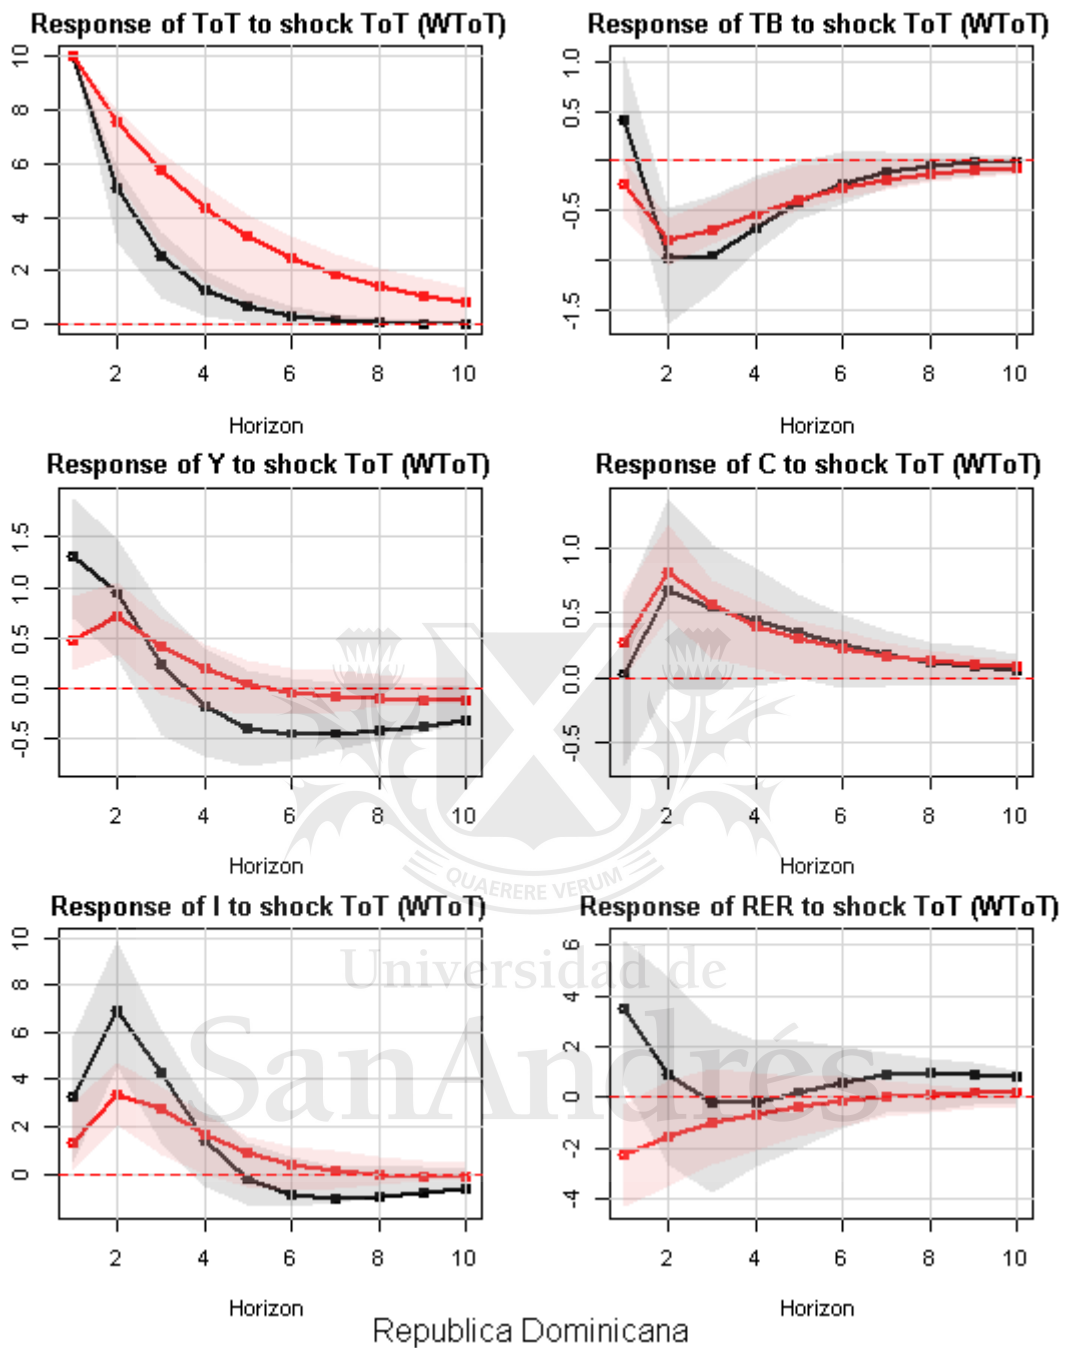 Response of ToT to shock ToT (WToT)
Response of TB to shock ToT (WToT)
10
8
6
4
2
0
1.0
0.5
-0.5
-1.5
2 4 6 8 10
2 4 6 8 10
Horizon
Horizon
Response of Y to shock ToT (WToT)
Response of C to shock ToT (WToT)
1.5
1.0
0.5
0.0
-0.5
1.0
0.5
0.0
-0.5
2 4 6 8 10
2 4 6 8 10
Horizon
Horizon
QUAERERE VERUM
Response of I to shock ToT (WToT)
Response of RER to shock ToT (WToT)
10
8
6
4
2
0
6
4
2
0
-2
-4
Universidad de
SanAndrés
2 4 6 8 10
2 4 6 8 10
Horizon
Horizon
Republica Dominicana